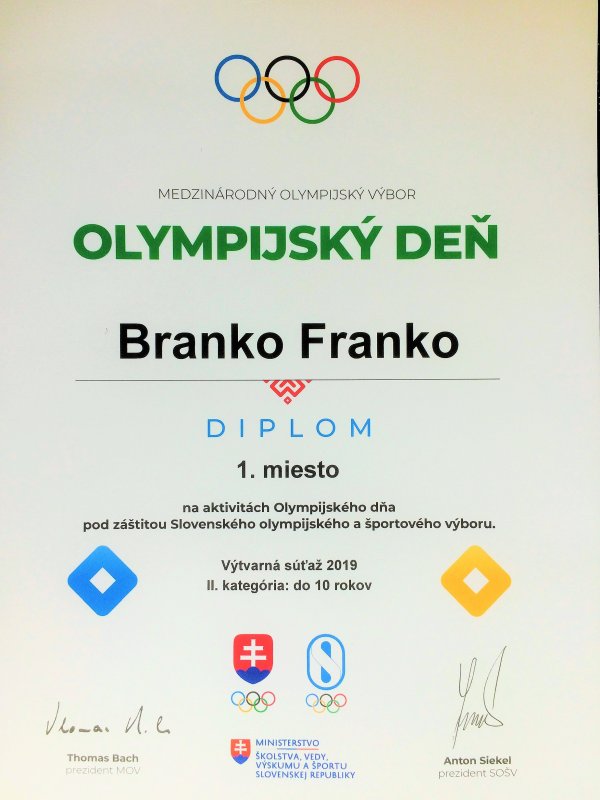 MEDZINÁRODNÝ OLYMPIJSKÝ VÝBOR
OLYMPIJSKÝ DEŇ
Branko Franko
DIPLOM
1. miesto
na aktivitách Olympijského dňa
pod záštitou Slovenského olympijského a športového výboru.
Výtvarná súťaž 2019
II. kategória: do 10 rokov
Thomas Bach
prezident MOV
MINISTERSTVO
ŠKOLSTVA, VEDY,
VÝSKUMU A ŠPORTU
SLOVENSKEJ REPUBLIKY
Anton Siekel
prezident SOŠV